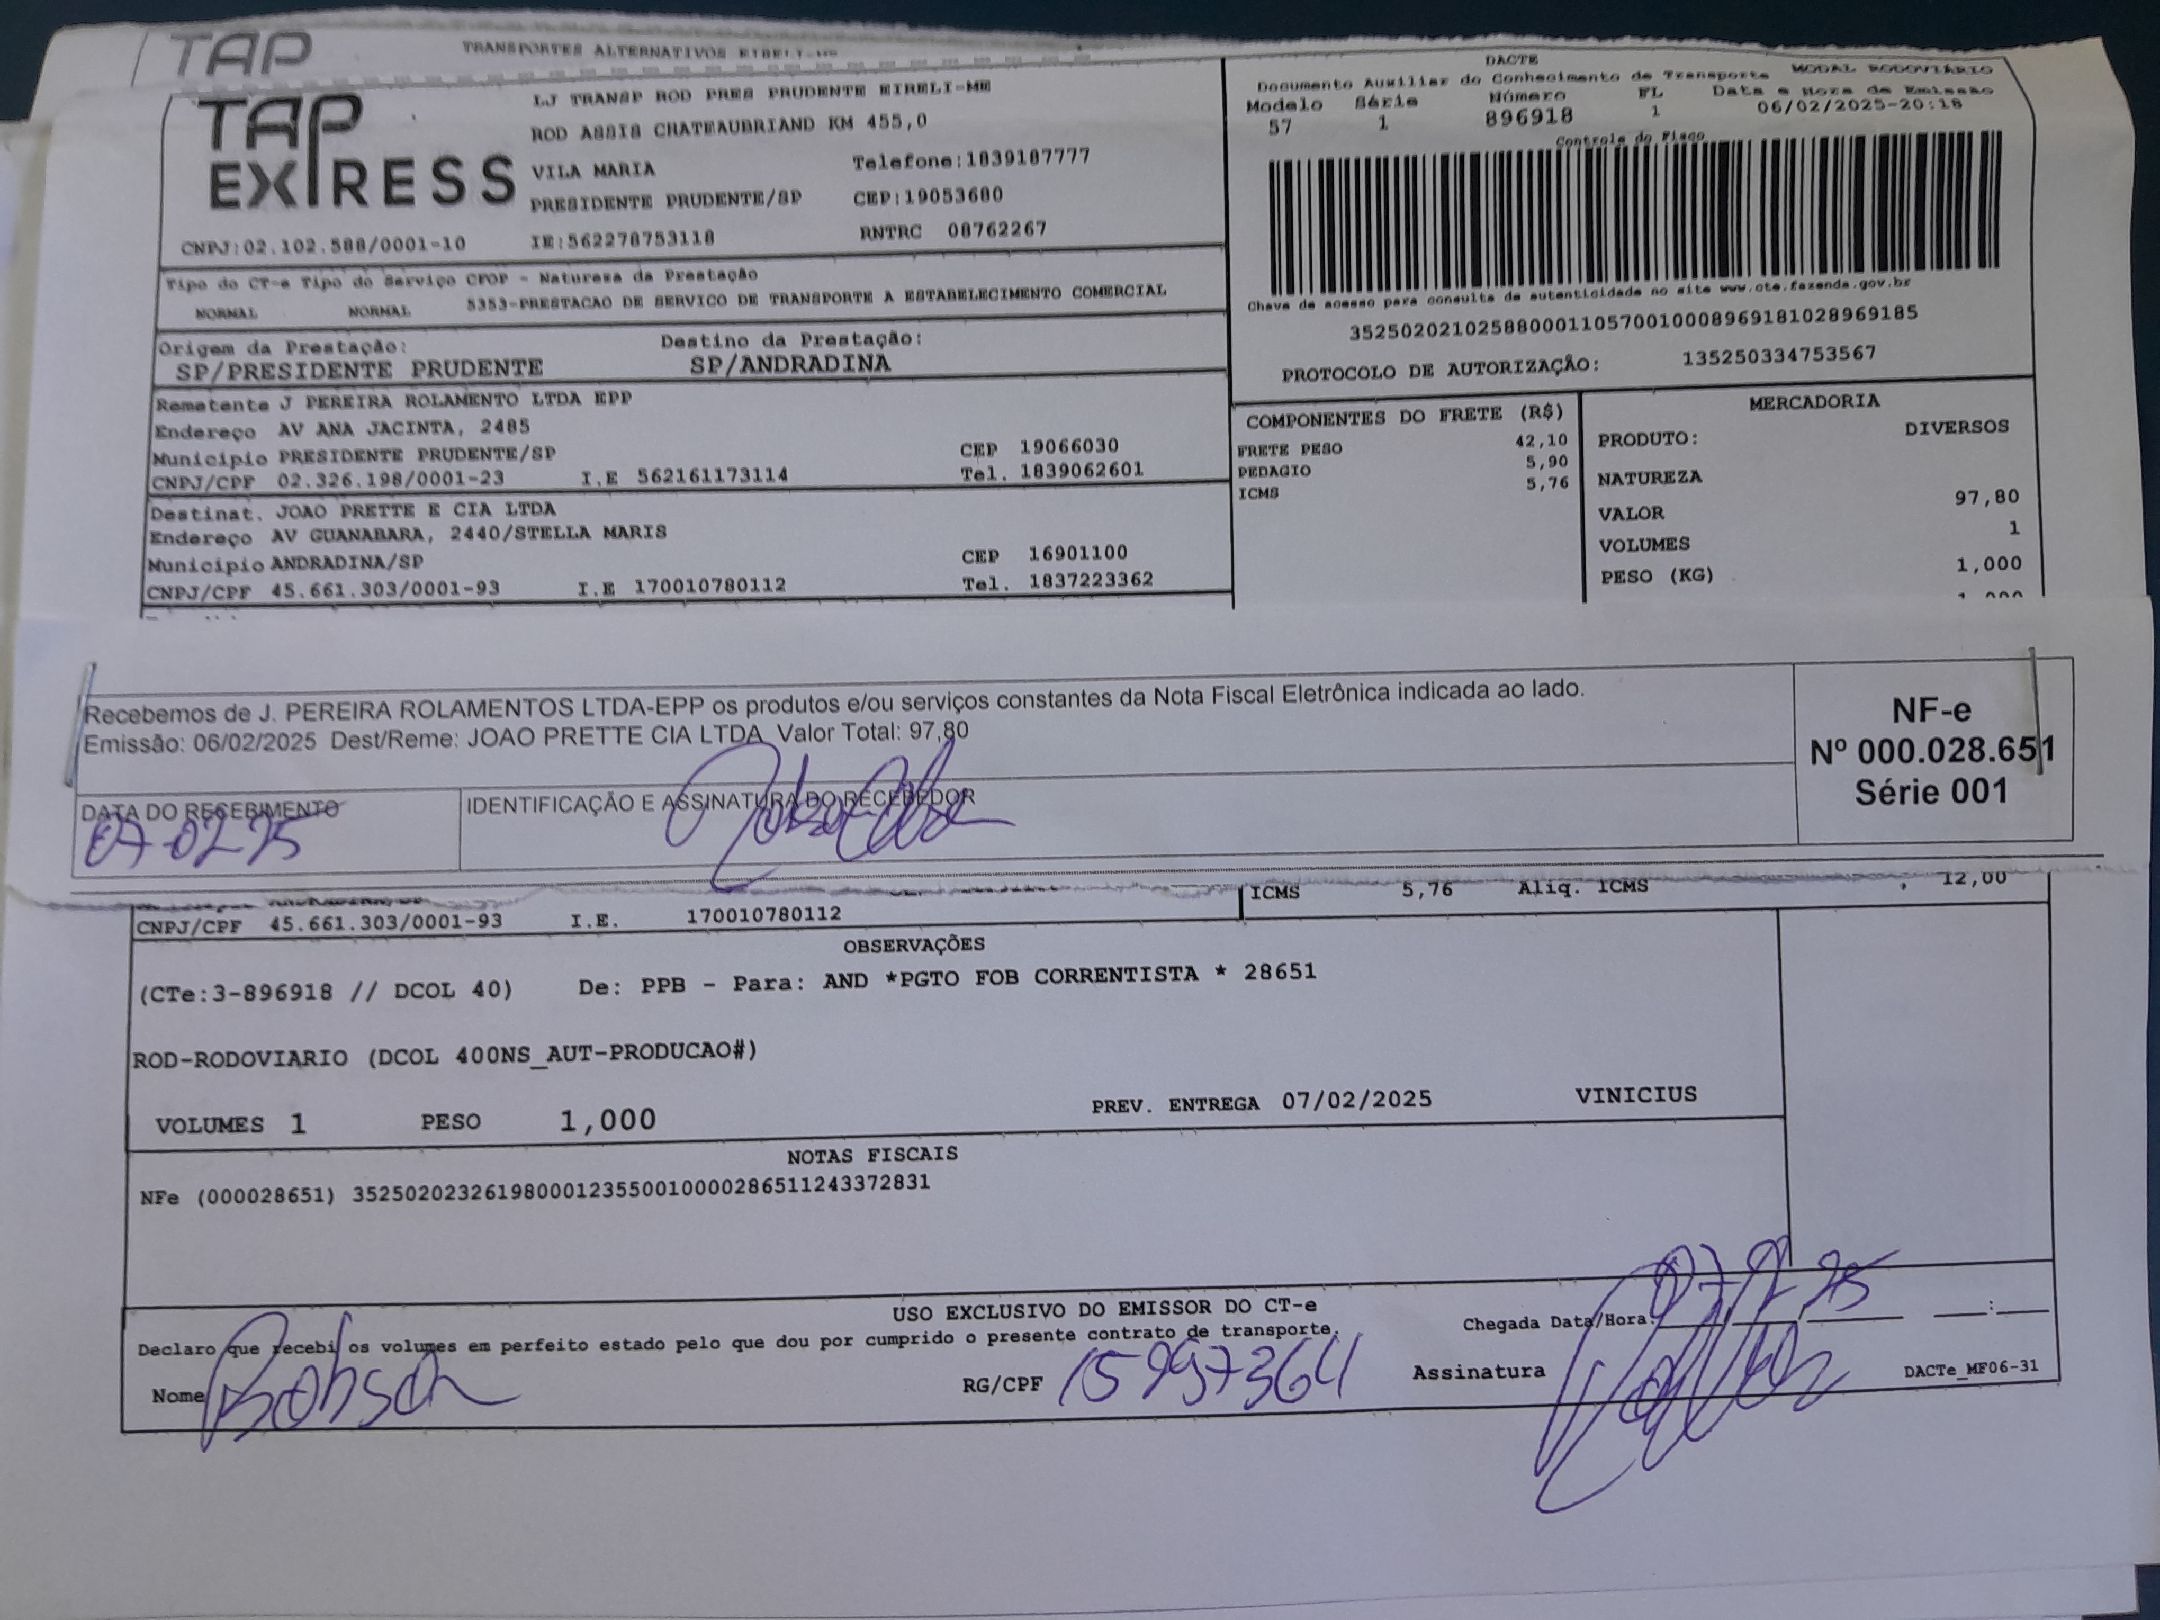 TAP
TRANSPORTES ALTERNATIVOS EIRELI-ME
TAP EXPRESS
LJ TRANSP ROD PRES PRUDENTE EIRELI-ME
ROD ASSIS CHATEAUBRIAND KM 455,0
VILA MARIA Telefone:1839187777
PRESIDENTE PRUDENTE/SP CEP:19053680
CNPJ:02.102.588/0001-10 IE:562278753118 RNTRC 08762267
DACTE
Documento Auxiliar do Conhecimento de Transporte MODAL RODOVIÁRIO
Modelo Série Número FL Data e Hora de Emissão
57 1 896918 1 06/02/2025-20:18
Controle do Fisco
Chave de acesso para consulta de autenticidade no site www.cte.fazenda.gov.br
35250202102588000110570010008969181028969185
PROTOCOLO DE AUTORIZAÇÃO: 135250334753567
Tipo do CT-e Tipo do Serviço CFOP - Natureza da Prestação
NORMAL NORMAL 5353-PRESTACAO DE SERVICO DE TRANSPORTE A ESTABELECIMENTO COMERCIAL
Origem da Prestação: Destino da Prestação:
SP/PRESIDENTE PRUDENTE SP/ANDRADINA
Remetente J PEREIRA ROLAMENTO LTDA EPP
Endereço AV ANA JACINTA, 2485
Municipio PRESIDENTE PRUDENTE/SP CEP 19066030
CNPJ/CPF 02.326.198/0001-23 I.E 562161173114 Tel. 1839062601
Destinat. JOAO PRETTE E CIA LTDA
Endereço AV GUANABARA, 2440/STELLA MARIS
Municipio ANDRADINA/SP CEP 16901100
CNPJ/CPF 45.661.303/0001-93 I.E 170010780112 Tel. 1837223362
COMPONENTES DO FRETE (R$)
FRETE PESO 42,10
PEDAGIO 5,90
ICMS 5,76
MERCADORIA
PRODUTO: DIVERSOS
NATUREZA
VALOR 97,80
VOLUMES 1
PESO (KG) 1,000
Recebemos de J. PEREIRA ROLAMENTOS LTDA-EPP os produtos e/ou serviços constantes da Nota Fiscal Eletrônica indicada ao lado.
Emissão: 06/02/2025 Dest/Reme: JOAO PRETTE CIA LTDA Valor Total: 97,80
DATA DO RECEBIMENTO IDENTIFICAÇÃO E ASSINATURA DO RECEBEDOR
07-02-25
NF-e
Nº 000.028.651
Série 001
ICMS 5,76 Aliq. ICMS 12,00
CNPJ/CPF 45.661.303/0001-93 I.E. 170010780112
OBSERVAÇÕES
(CTe:3-896918 // DCOL 40) De: PPB - Para: AND *PGTO FOB CORRENTISTA * 28651
ROD-RODOVIARIO (DCOL 400NS_AUT-PRODUCAO#)
VOLUMES 1 PESO 1,000 PREV. ENTREGA 07/02/2025 VINICIUS
NOTAS FISCAIS
NFe (000028651) 35250202326198000123550010000286511243372831
USO EXCLUSIVO DO EMISSOR DO CT-e
Declaro que recebi os volumes em perfeito estado pelo que dou por cumprido o presente contrato de transporte.
Chegada Data/Hora: 07 2 25 :
Nome Robson RG/CPF 15997364 Assinatura
DACTe_MF06-31